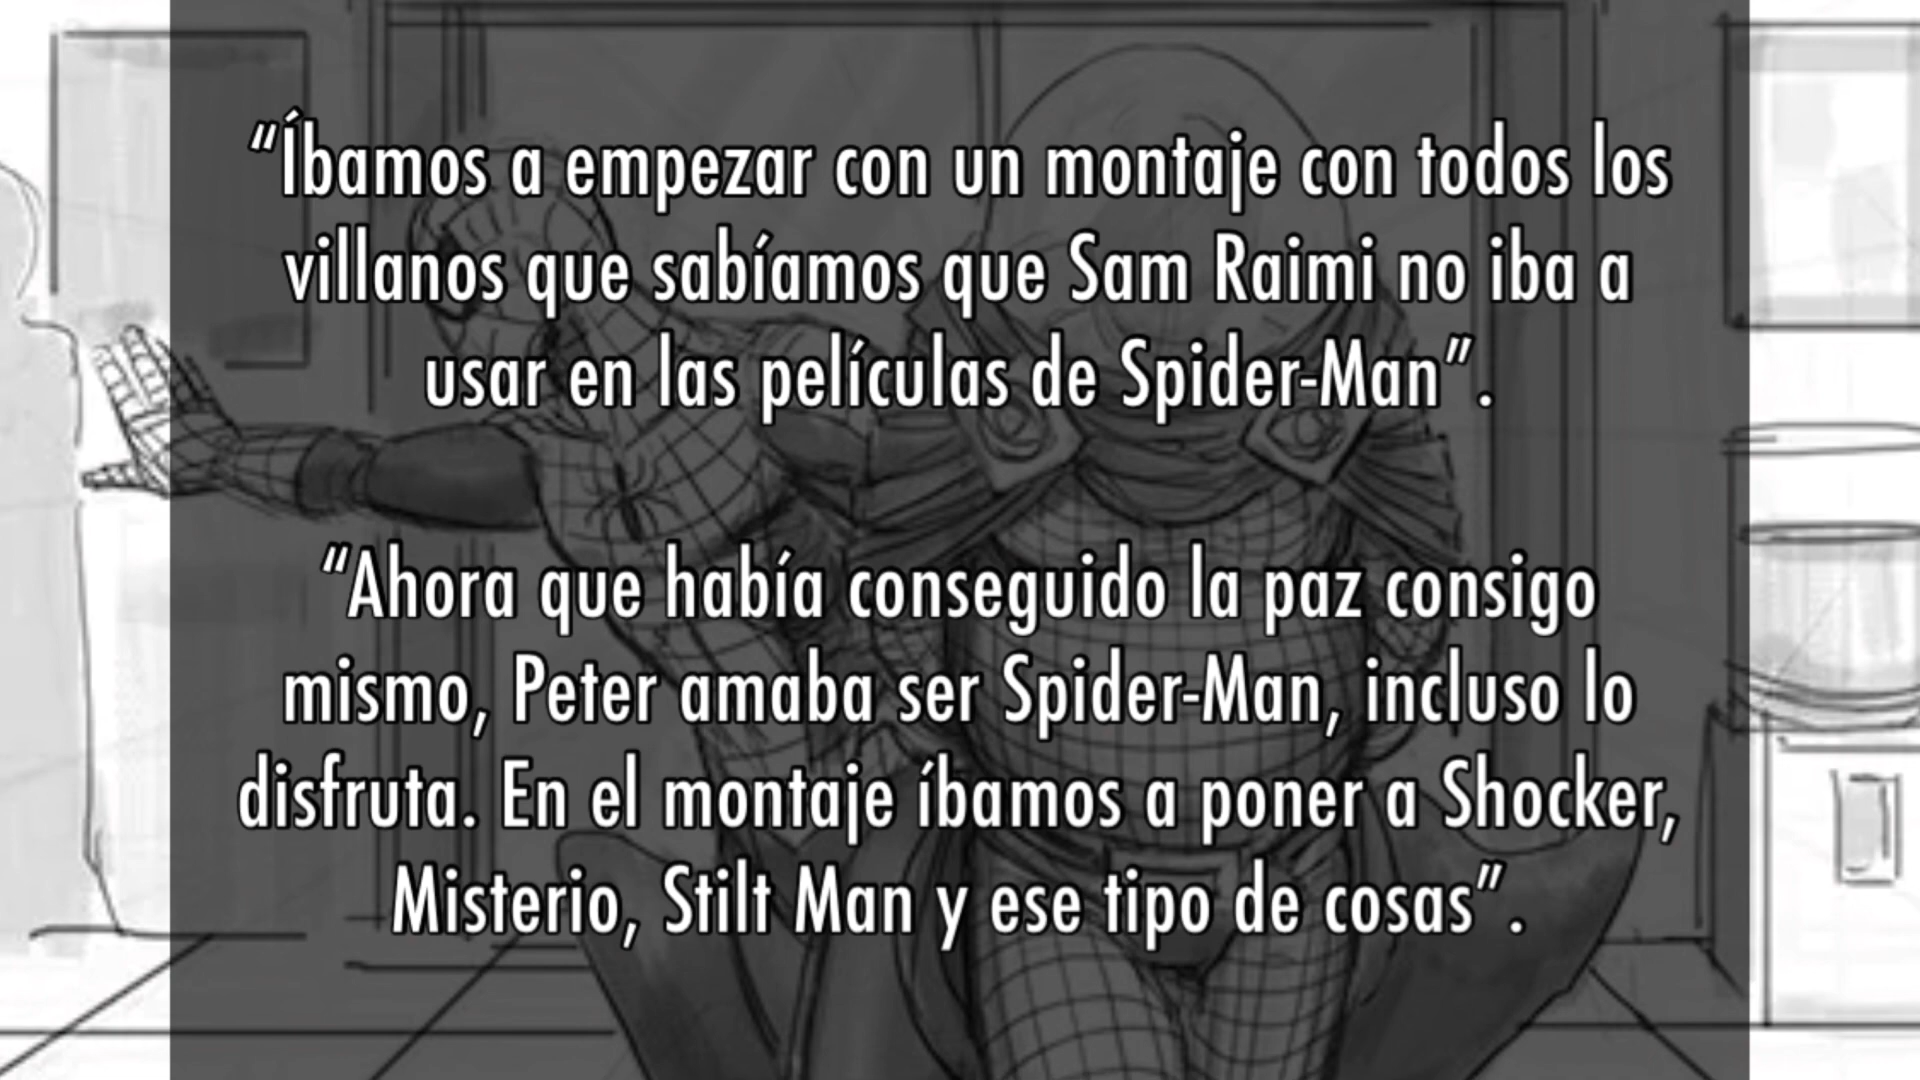 “Íbamos a empezar con un montaje con todos los
villanos que sabíamos que Sam Raimi no iba a
usar en las películas de Spider-Man”.
“Ahora que había conseguido la paz consigo
mismo, Peter amaba ser Spider-Man, incluso lo
disfruta. En el montaje íbamos a poner a Shocker,
Misterio, Stilt Man y ese tipo de cosas”.